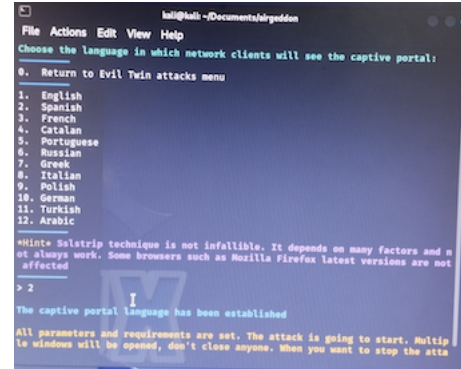 kali@kali: ~/Documents/airgeddon
File Actions Edit View Help
Choose the language in which network clients will see the captive portal:
0. Return to Evil Twin attacks menu
1. English
2. Spanish
3. French
4. Catalan
5. Portuguese
6. Russian
7. Greek
8. Italian
9. Polish
10. German
11. Turkish
12. Arabic
*Hint* Sslstrip technique is not infallible. It depends on many factors and n
ot always work. Some browsers such as Mozilla Firefox latest versions are not
affected
> 2
The captive portal language has been established
All parameters and requirements are set. The attack is going to start. Multip
le windows will be opened, don't close anyone. When you want to stop the atta